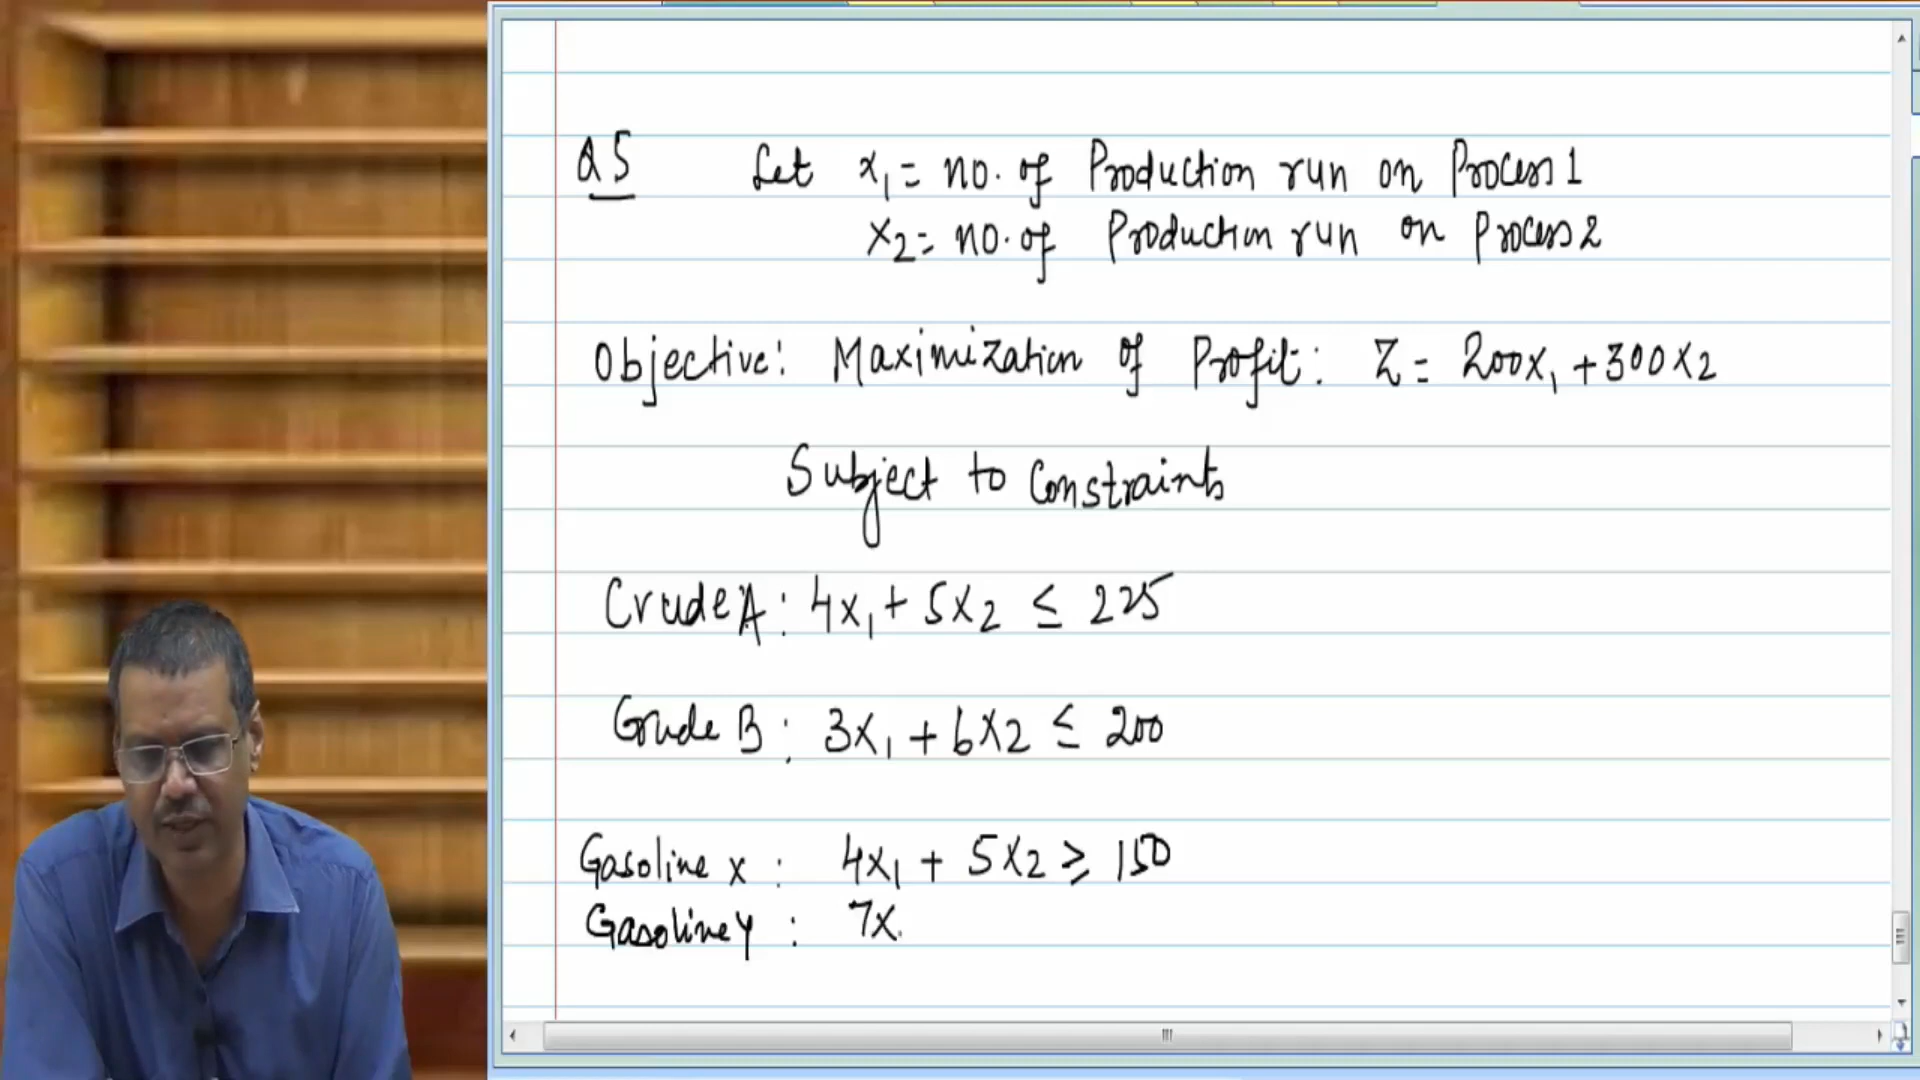 Q5 Let x₁ = no. of Production run on Process 1
x₂ = no. of Production run on Process 2
Objective: Maximization of Profit: Z = 200x₁ + 300x₂
Subject to Constraints
Crude A: 4x₁ + 5x₂ ≤ 225
Crude B: 3x₁ + 6x₂ ≤ 200
Gasoline x : 4x₁ + 5x₂ ≥ 150
Gasoline y : 7x